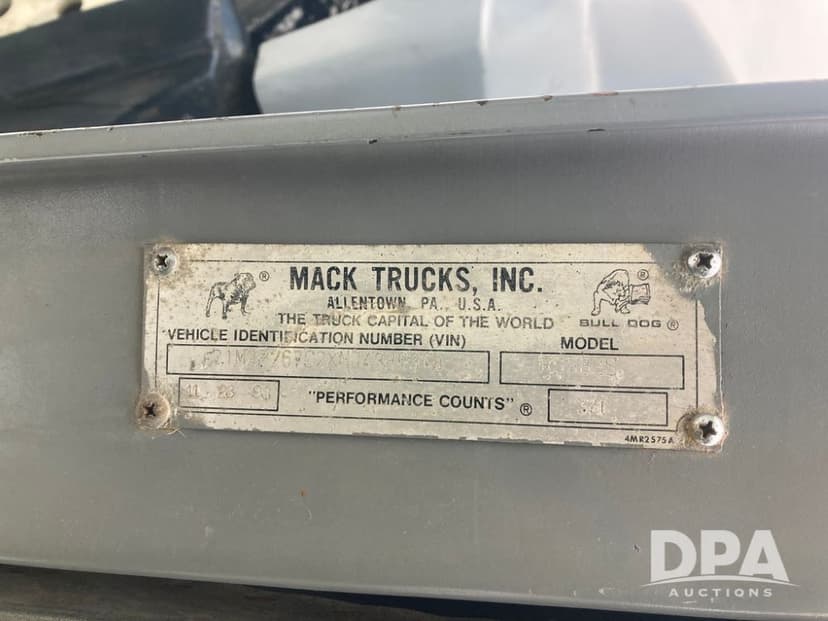 MACK TRUCKS, INC.
ALLENTOWN, PA., U.S.A.
THE TRUCK CAPITAL OF THE WORLD
BULL DOG ®
VEHICLE IDENTIFICATION NUMBER (VIN)
MODEL
"PERFORMANCE COUNTS" ®
4MR2575A
DPA
AUCTIONS